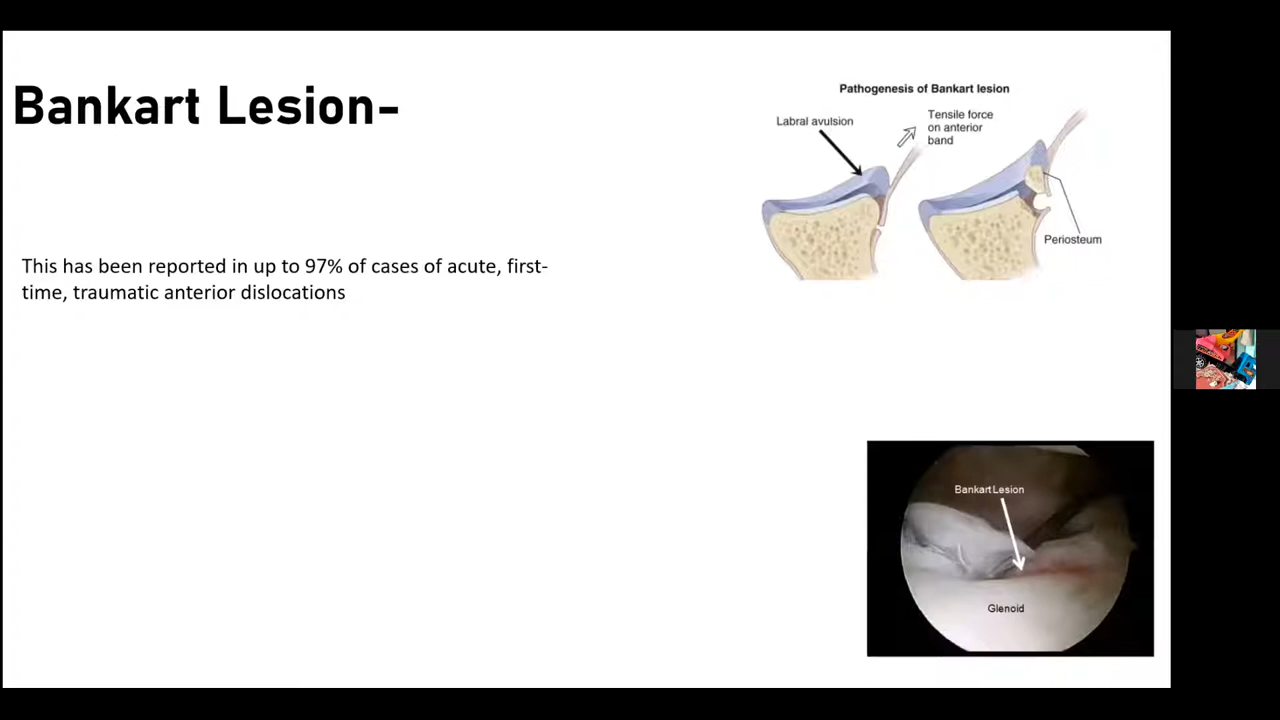 Bankart Lesion-
This has been reported in up to 97% of cases of acute, first-
time, traumatic anterior dislocations
Pathogenesis of Bankart lesion
Labral avulsion
Tensile force
on anterior
band
Periosteum
Bankart Lesion
Glenoid